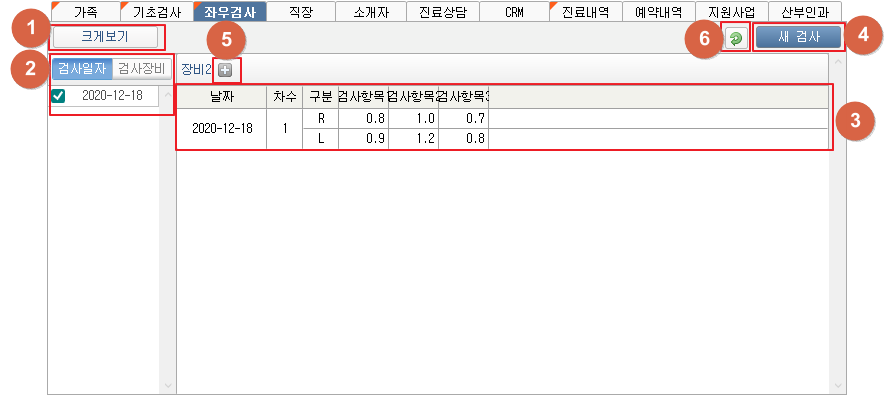 가족 기초검사 좌우검사 직장 소개자 진료상담 CRM 진료내역 예약내역 지원사업 산부인과
1 크게보기 5 6 새 검사 4
2 검사일자 검사장비 장비2
2020-12-18 날짜 차수 구분 검사항목 검사항목2 검사항목3
2020-12-18 1 R 0.8 1.0 0.7 3
L 0.9 1.2 0.8